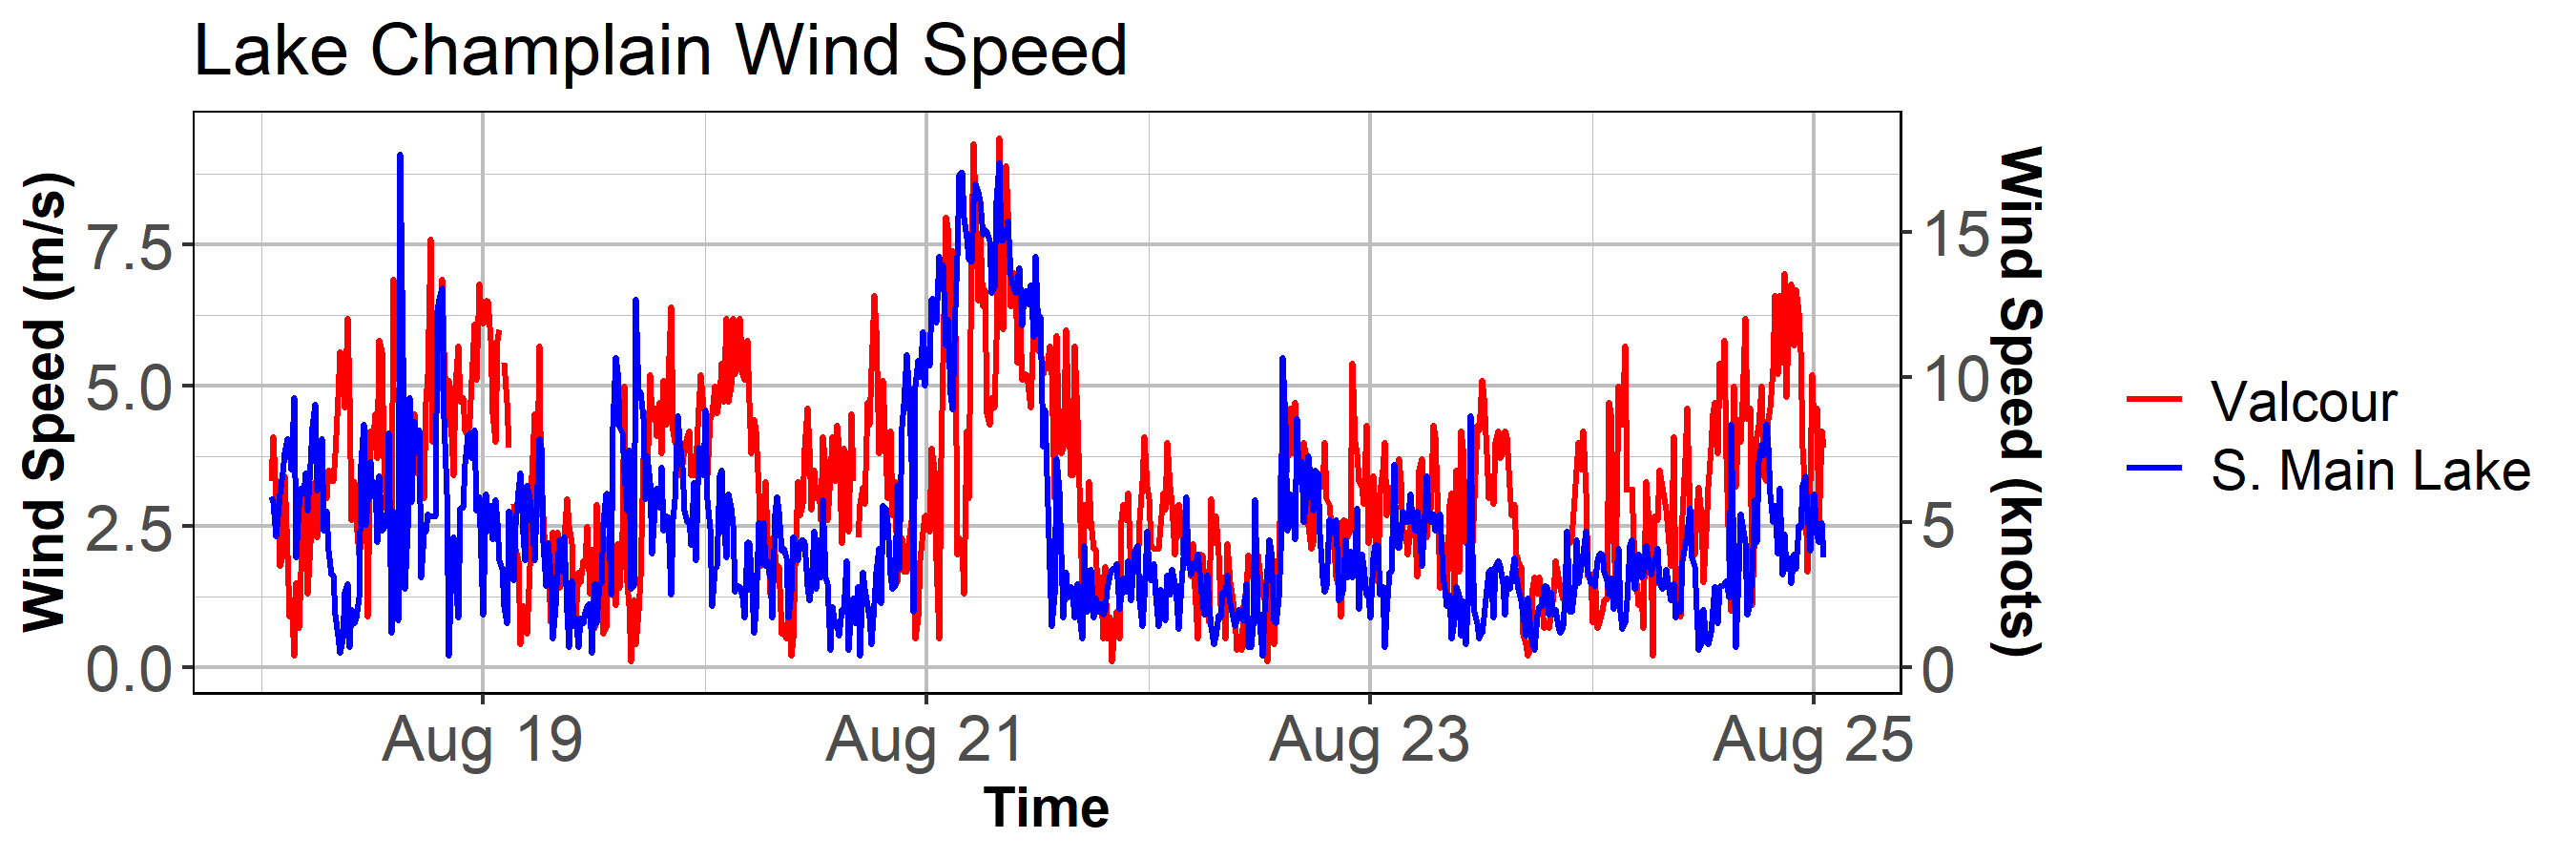 Lake Champlain Wind Speed
Wind Speed (m/s)
7.5
5.0
2.5
0.0
15
10
5
0
Wind Speed (knots)
Aug 19
Aug 21
Aug 23
Aug 25
Time
Valcour
S. Main Lake